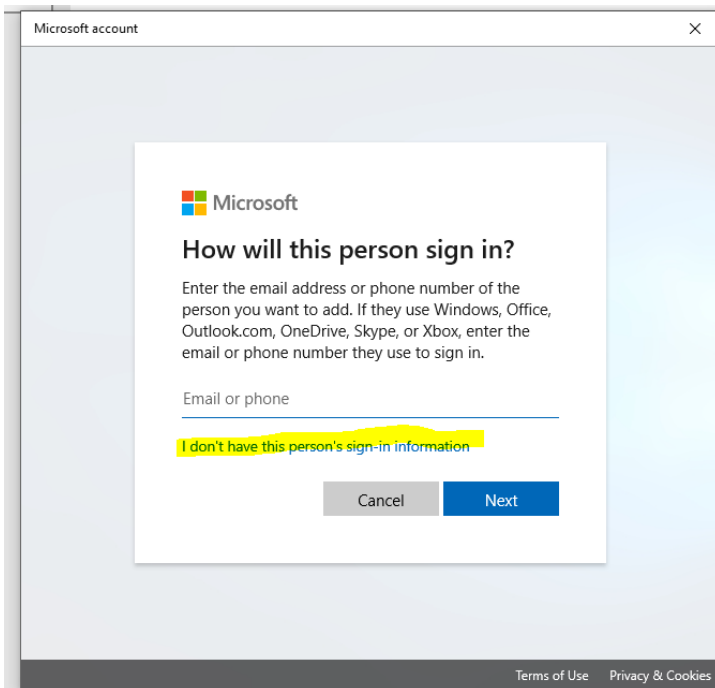 Microsoft account
Microsoft
How will this person sign in?
Enter the email address or phone number of the
person you want to add. If they use Windows, Office,
Outlook.com, OneDrive, Skype, or Xbox, enter the
email or phone number they use to sign in.
Email or phone
I don't have this person's sign-in information
Cancel Next
Terms of Use Privacy & Cookies